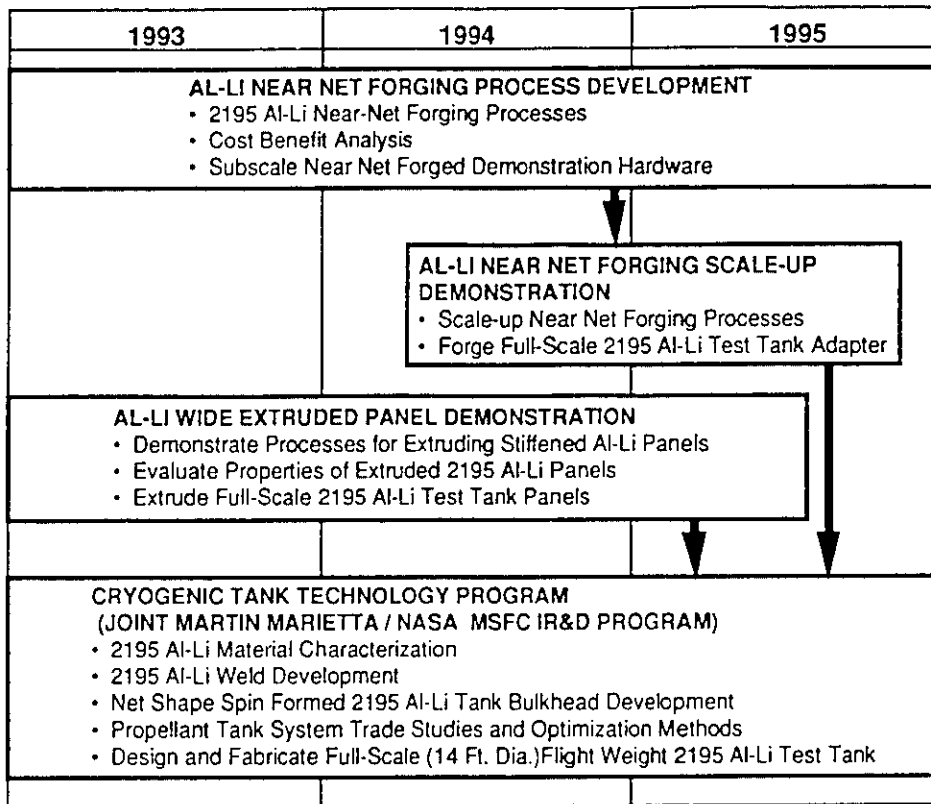 1993 1994 1995
AL-LI NEAR NET FORGING PROCESS DEVELOPMENT
• 2195 Al-Li Near-Net Forging Processes
• Cost Benefit Analysis
• Subscale Near Net Forged Demonstration Hardware
AL-LI NEAR NET FORGING SCALE-UP
DEMONSTRATION
• Scale-up Near Net Forging Processes
• Forge Full-Scale 2195 Al-Li Test Tank Adapter
AL-LI WIDE EXTRUDED PANEL DEMONSTRATION
• Demonstrate Processes for Extruding Stiffened Al-Li Panels
• Evaluate Properties of Extruded 2195 Al-Li Panels
• Extrude Full-Scale 2195 Al-Li Test Tank Panels
CRYOGENIC TANK TECHNOLOGY PROGRAM
(JOINT MARTIN MARIETTA / NASA MSFC IR&D PROGRAM)
• 2195 Al-Li Material Characterization
• 2195 Al-Li Weld Development
• Net Shape Spin Formed 2195 Al-Li Tank Bulkhead Development
• Propellant Tank System Trade Studies and Optimization Methods
• Design and Fabricate Full-Scale (14 Ft. Dia.)Flight Weight 2195 Al-Li Test Tank